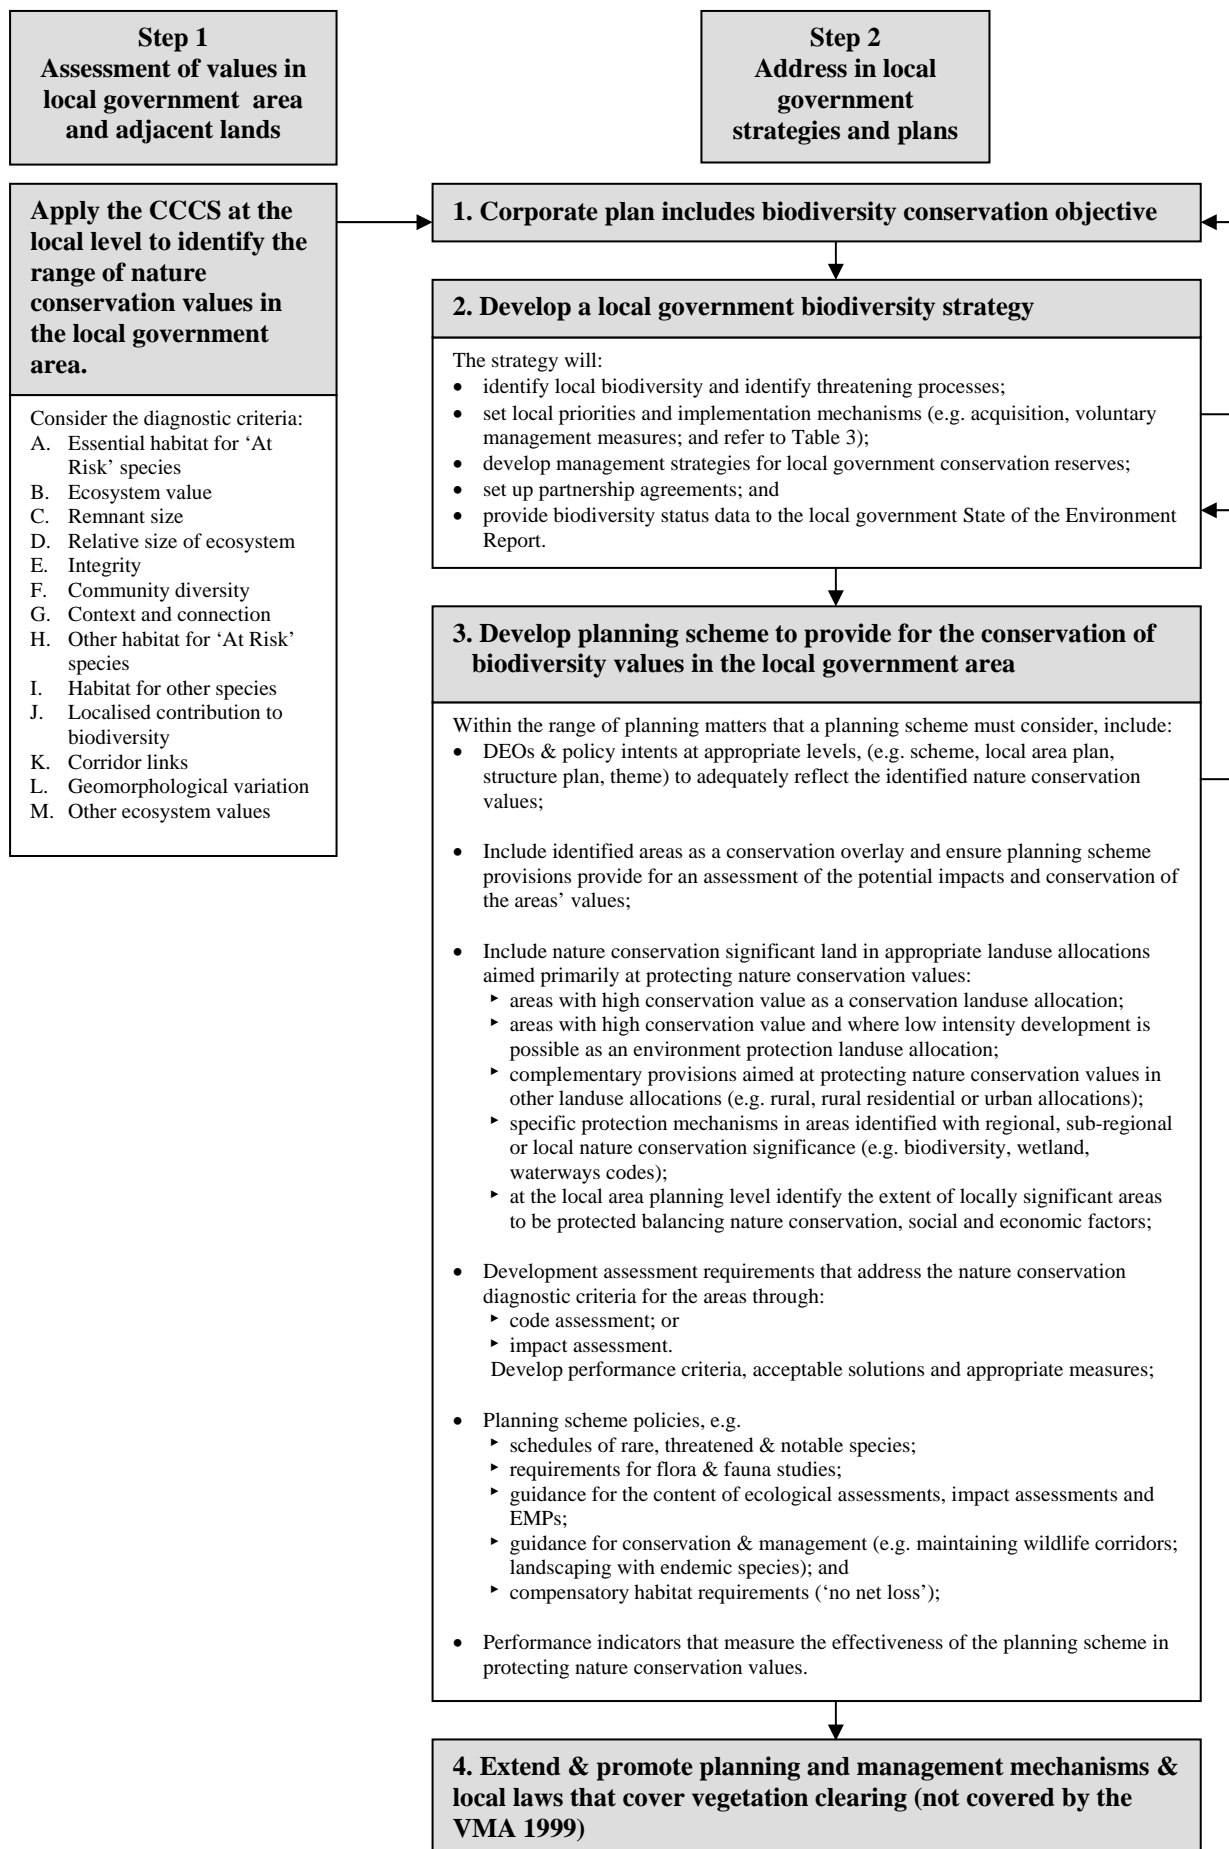 Step 1
Assessment of values in
local government area
and adjacent lands
Step 2
Address in local
government
strategies and plans
Apply the CCCS at the
local level to identify the
range of nature
conservation values in
the local government
area.
Consider the diagnostic criteria:
A. Essential habitat for ‘At
Risk’ species
B. Ecosystem value
C. Remnant size
D. Relative size of ecosystem
E. Integrity
F. Community diversity
G. Context and connection
H. Other habitat for ‘At Risk’
species
I. Habitat for other species
J. Localised contribution to
biodiversity
K. Corridor links
L. Geomorphological variation
M. Other ecosystem values
1. Corporate plan includes biodiversity conservation objective
2. Develop a local government biodiversity strategy
The strategy will:
• identify local biodiversity and identify threatening processes;
• set local priorities and implementation mechanisms (e.g. acquisition, voluntary
management measures; and refer to Table 3);
• develop management strategies for local government conservation reserves;
• set up partnership agreements; and
• provide biodiversity status data to the local government State of the Environment
Report.
3. Develop planning scheme to provide for the conservation of
biodiversity values in the local government area
Within the range of planning matters that a planning scheme must consider, include:
• DEOs & policy intents at appropriate levels, (e.g. scheme, local area plan,
structure plan, theme) to adequately reflect the identified nature conservation
values;
• Include identified areas as a conservation overlay and ensure planning scheme
provisions provide for an assessment of the potential impacts and conservation of
the areas’ values;
• Include nature conservation significant land in appropriate landuse allocations
aimed primarily at protecting nature conservation values:
‣ areas with high conservation value as a conservation landuse allocation;
‣ areas with high conservation value and where low intensity development is
possible as an environment protection landuse allocation;
‣ complementary provisions aimed at protecting nature conservation values in
other landuse allocations (e.g. rural, rural residential or urban allocations);
‣ specific protection mechanisms in areas identified with regional, sub-regional
or local nature conservation significance (e.g. biodiversity, wetland,
waterways codes);
‣ at the local area planning level identify the extent of locally significant areas
to be protected balancing nature conservation, social and economic factors;
• Development assessment requirements that address the nature conservation
diagnostic criteria for the areas through:
‣ code assessment; or
‣ impact assessment.
Develop performance criteria, acceptable solutions and appropriate measures;
• Planning scheme policies, e.g.
‣ schedules of rare, threatened & notable species;
‣ requirements for flora & fauna studies;
‣ guidance for the content of ecological assessments, impact assessments and
EMPs;
‣ guidance for conservation & management (e.g. maintaining wildlife corridors;
landscaping with endemic species); and
‣ compensatory habitat requirements (‘no net loss’);
• Performance indicators that measure the effectiveness of the planning scheme in
protecting nature conservation values.
4. Extend & promote planning and management mechanisms &
local laws that cover vegetation clearing (not covered by the
VMA 1999)